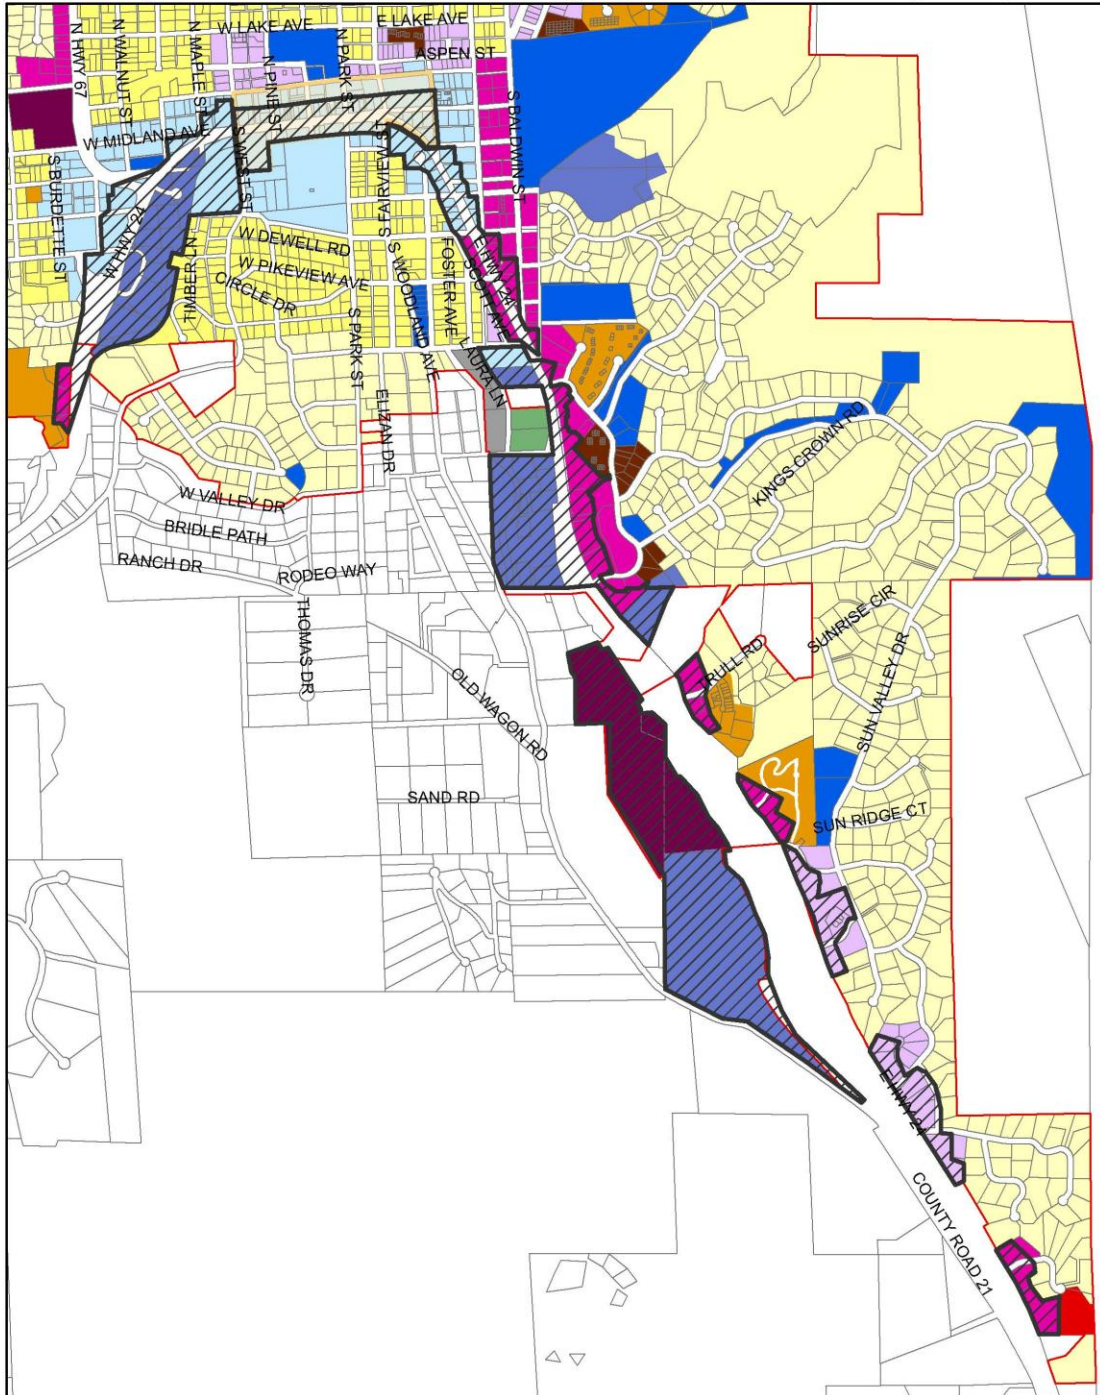 W LAKE AVE
E LAKE AVE
ASPEN ST
N HWY 67
N WALNUT ST
N MAPLE ST
N PINE ST
N PARK ST
W MIDLAND AVE
S WEST ST
S BALDWIN ST
S BURDETTE ST
W HWY 24
S FAIRVIEW ST
W DEWELL RD
W PIKEVIEW AVE
CIRCLE DR
TIMBER LN
S WOODLAND AVE
FOSTER AVE
E HWY 24
SCOTT AVE
S PARK ST
LAURA LN
ELIZAN DR
KINGS CROWN RD
W VALLEY DR
BRIDLE PATH
RANCH DR
RODEO WAY
THOMAS DR
SUNRISE CIR
TRULL RD
SUN VALLEY DR
OLD WAGON RD
SAND RD
SUN RIDGE CT
E HWY 24
COUNTY ROAD 21